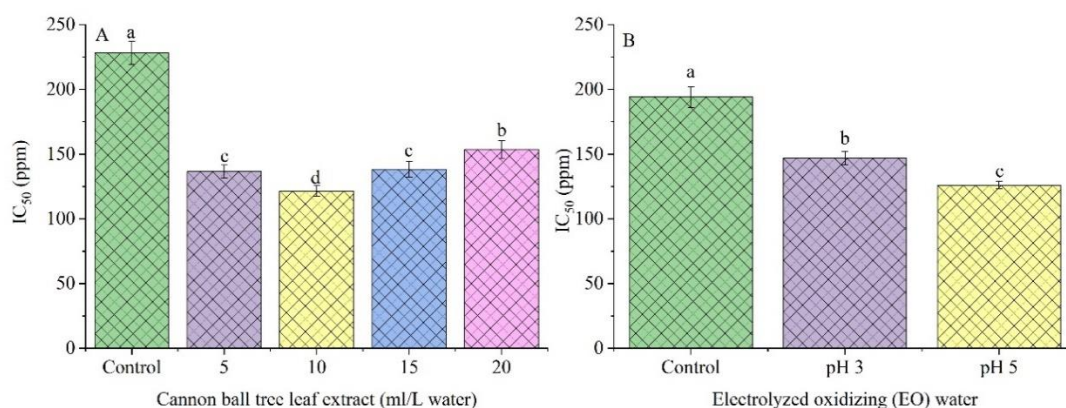 A
a
c
d
c
b
250
200
150
100
50
0
IC50 (ppm)
Control 5 10 15 20
Cannon ball tree leaf extract (ml/L water)
B
a
b
c
250
200
150
100
50
0
IC50 (ppm)
Control pH 3 pH 5
Electrolyzed oxidizing (EO) water